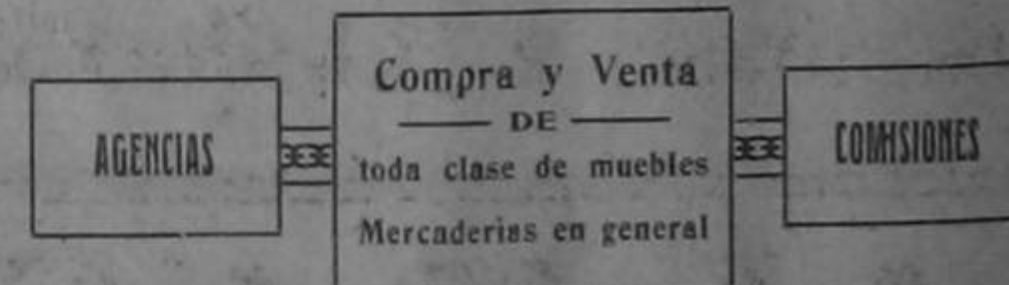 Compra y Venta
DE
AGENCIAS
toda clase de muebles
COMISIONES
Mercaderias en general